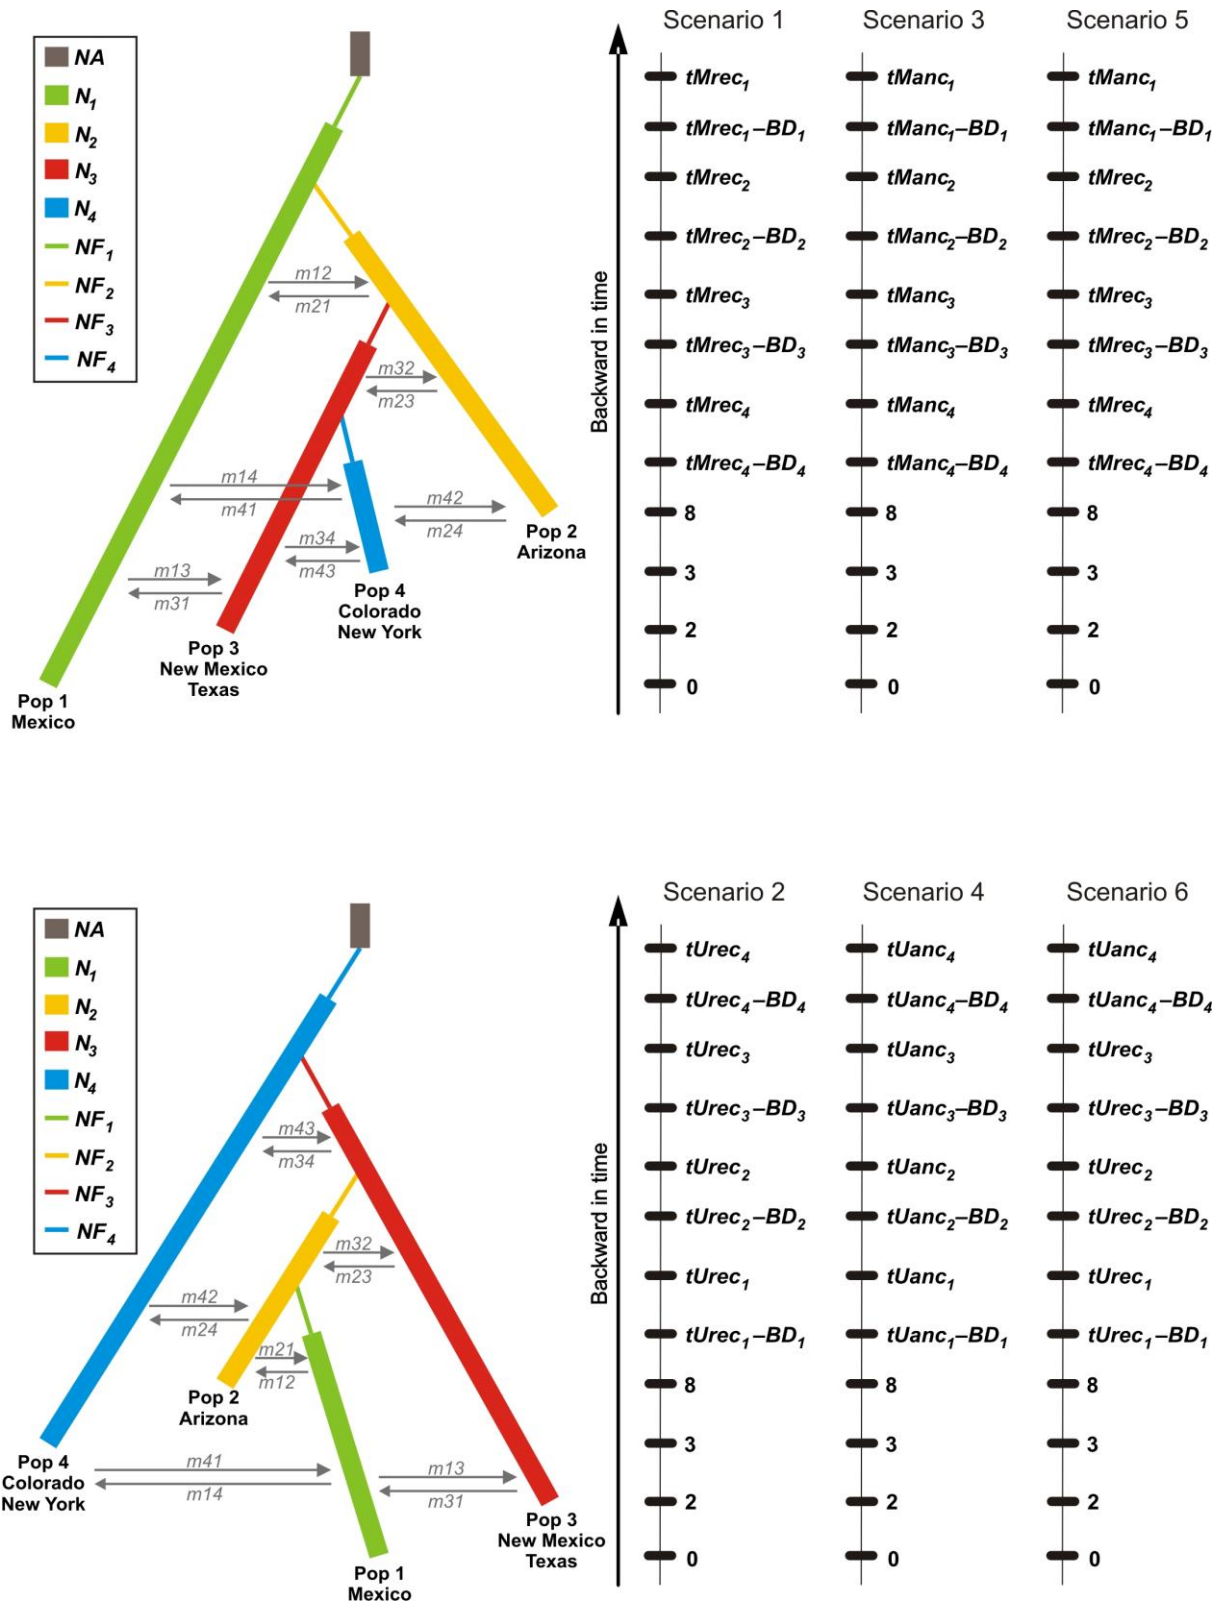 NA
N1
N2
N3
N4
NF1
NF2
NF3
NF4
m12
m21
m32
m23
m14
m41
m42
m24
m34
m43
m13
m31
Pop 2
Arizona
Pop 4
Colorado
New York
Pop 3
New Mexico
Texas
Pop 1
Mexico
Backward in time
Scenario 1
tMrec1
tMrec1–BD1
tMrec2
tMrec2–BD2
tMrec3
tMrec3–BD3
tMrec4
tMrec4–BD4
8
3
2
0
Scenario 3
tManc1
tManc1–BD1
tManc2
tManc2–BD2
tManc3
tManc3–BD3
tManc4
tManc4–BD4
8
3
2
0
Scenario 5
tManc1
tManc1–BD1
tMrec2
tMrec2–BD2
tMrec3
tMrec3–BD3
tMrec4
tMrec4–BD4
8
3
2
0
NA
N1
N2
N3
N4
NF1
NF2
NF3
NF4
m43
m34
m32
m23
m42
m24
m21
m12
m41
m14
m13
m31
Pop 2
Arizona
Pop 4
Colorado
New York
Pop 3
New Mexico
Texas
Pop 1
Mexico
Backward in time
Scenario 2
tUrec4
tUrec4–BD4
tUrec3
tUrec3–BD3
tUrec2
tUrec2–BD2
tUrec1
tUrec1–BD1
8
3
2
0
Scenario 4
tUanc4
tUanc4–BD4
tUanc3
tUanc3–BD3
tUanc2
tUanc2–BD2
tUanc1
tUanc1–BD1
8
3
2
0
Scenario 6
tUanc4
tUanc4–BD4
tUrec3
tUrec3–BD3
tUrec2
tUrec2–BD2
tUrec1
tUrec1–BD1
8
3
2
0